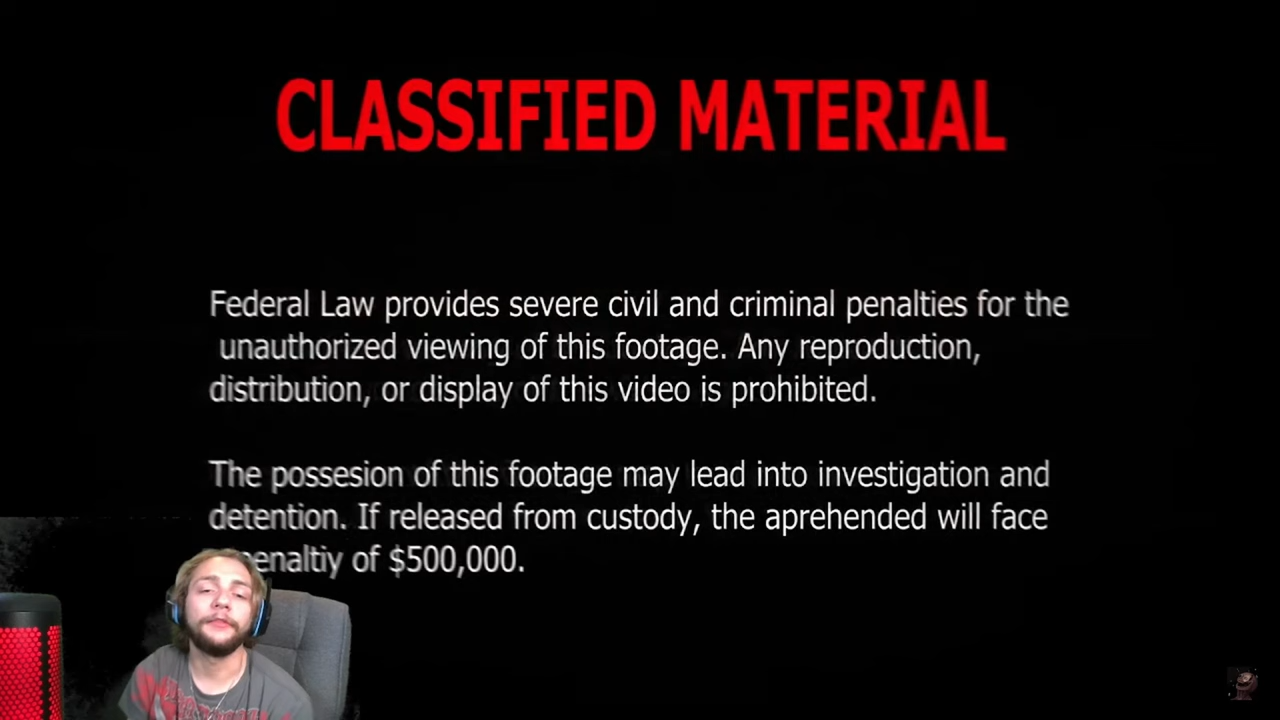 CLASSIFIED MATERIAL
Federal Law provides severe civil and criminal penalties for the
unauthorized viewing of this footage. Any reproduction,
distribution, or display of this video is prohibited.
The possesion of this footage may lead into investigation and
detention. If released from custody, the aprehended will face
penaltiy of $500,000.